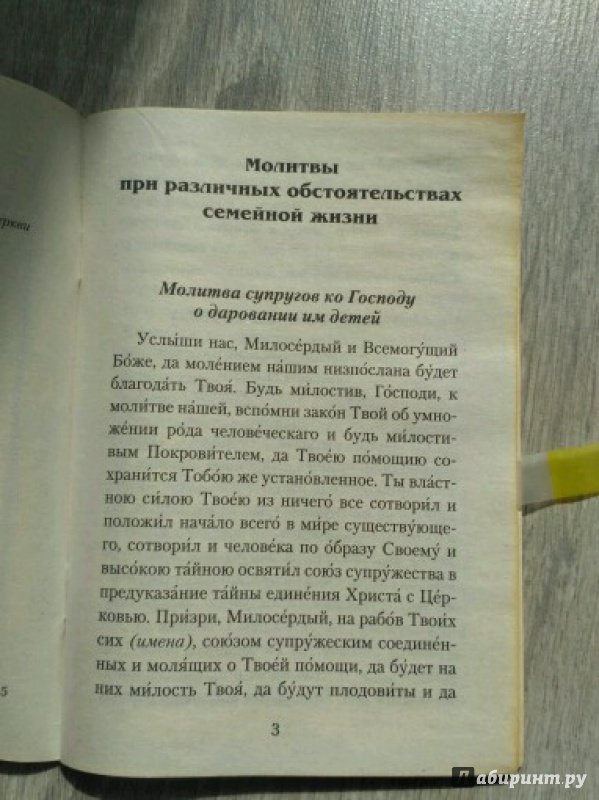 Молитвы
при различных обстоятельствах
семейной жизни
Молитва супругов ко Господу
о даровании им детей
Услы́ши нас, Милосе́рдый и Всемогу́щий
Бо́же, да моле́нием на́шим низпо́слана бу́дет
благода́ть Твоя́. Будь ми́лостив, Го́споди, к
моли́тве на́шей, вспо́мни зако́н Твой об умно-
же́нии ро́да челове́ческаго и будь ми́лости-
вым Покрови́телем, да Твое́ю по́мощию со-
храни́тся Тобо́ю же устано́вленное. Ты вла́ст-
ною си́лою Твое́ю из ничего́ все сотвори́л и
положи́л нача́ло всего́ в ми́ре существу́юще-
го, сотвори́л и челове́ка по о́бразу Своему́ и
высо́кою та́йною освяти́л сою́з супру́жества в
предуказа́ние та́йны едине́ния Христа́ с Це́р-
ковью. При́зри, Милосе́рдый, на рабо́в Твои́х
сих (имена́), сою́зом супру́жеским соедине́н-
ных и моля́щих о Твое́й по́мощи, да бу́дет на
них ми́лость Твоя́, да бу́дут плодови́ты и да
3
еркви
5
Лабиринт.ру